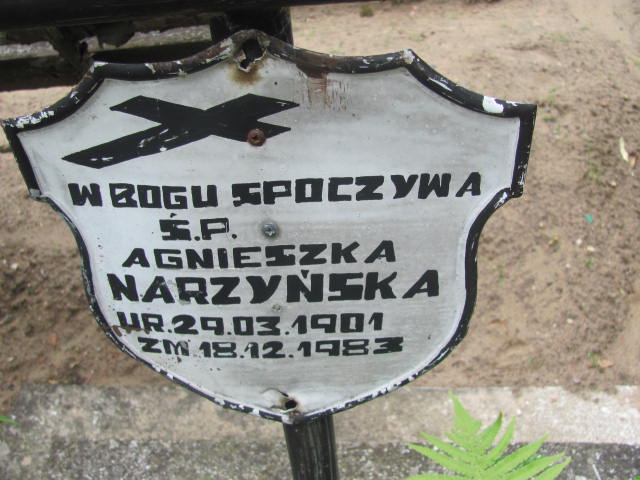 W BOGU SPOCZYWA
Ś.P.
AGNIESZKA
NARZYŃSKA
UR.29.03.1901
ZM.18.12.1983